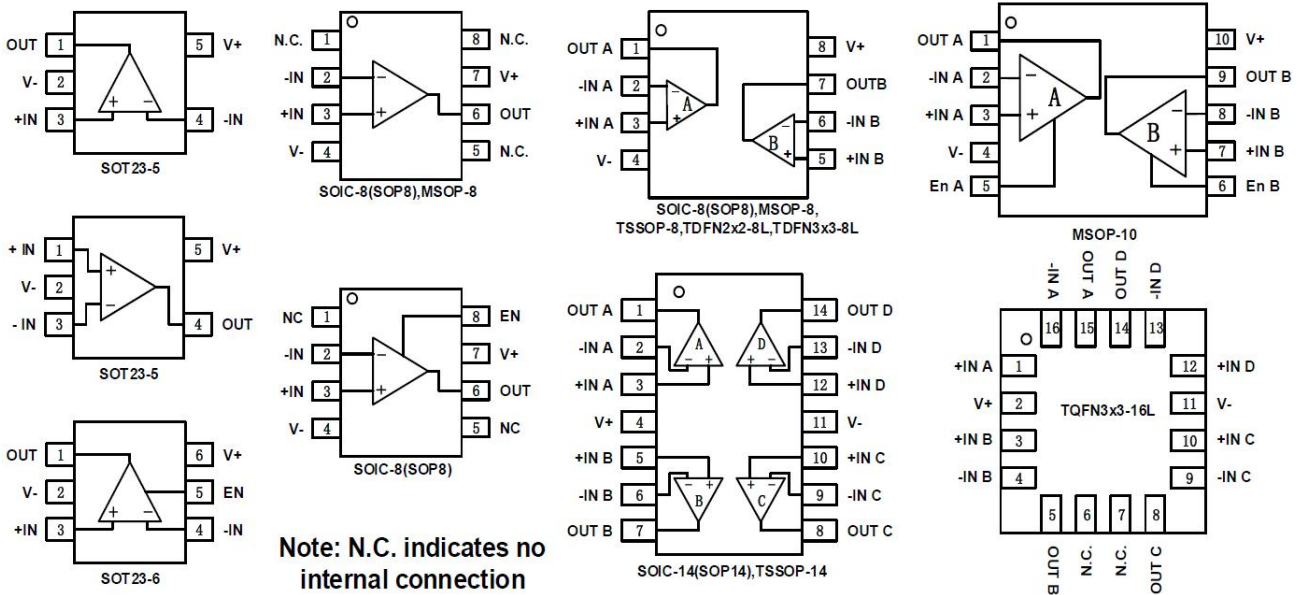 OUT 1 5 V+
V- 2
+IN 3 + − 4 -IN
SOT23-5
N.C. 1 8 N.C.
-IN 2 − 7 V+
+IN 3 + 6 OUT
V- 4 5 N.C.
SOIC-8(SOP8),MSOP-8
OUT A 1 8 V+
-IN A 2 − A 7 OUTB
+IN A 3 + − 6 -IN B
V- 4 B + 5 +IN B
SOIC-8(SOP8),MSOP-8,
TSSOP-8,TDFN2x2-8L,TDFN3x3-8L
OUT A 1 10 V+
-IN A 2 − A 9 OUT B
+IN A 3 + − 8 -IN B
V- 4 B + 7 +IN B
En A 5 6 En B
MSOP-10
+ IN 1 + 5 V+
V- 2
- IN 3 − 4 OUT
SOT23-5
NC 1 8 EN
-IN 2 − 7 V+
+IN 3 + 6 OUT
V- 4 5 NC
SOIC-8(SOP8)
OUT A 1 14 OUT D
-IN A 2 A − + D + − 13 -IN D
+IN A 3 12 +IN D
V+ 4 11 V-
+IN B 5 10 +IN C
-IN B 6 − + B + − C 9 -IN C
OUT B 7 8 OUT C
SOIC-14(SOP14),TSSOP-14
-IN A OUT A OUT D -IN D
16 15 14 13
+IN A 1 12 +IN D
V+ 2 TQFN3x3-16L 11 V-
+IN B 3 10 +IN C
-IN B 4 9 -IN C
5 6 7 8
OUT B N.C. N.C. OUT C
OUT 1 6 V+
V- 2 5 EN
+IN 3 + − 4 -IN
SOT23-6
Note: N.C. indicates no
internal connection